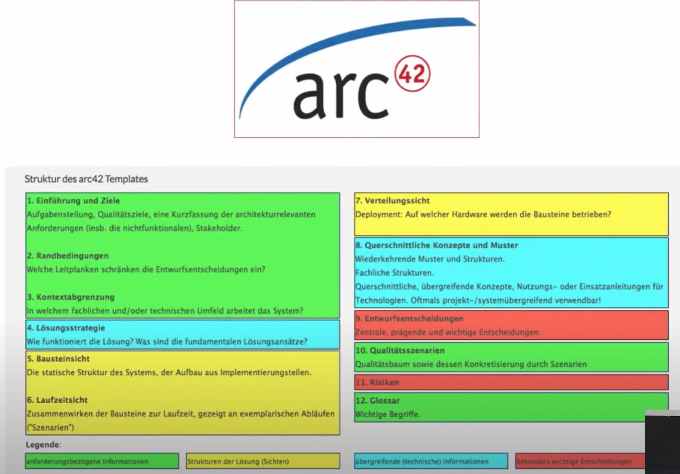 arc
42
Struktur des arc42 Templates
1. Einführung und Ziele
Aufgabenstellung, Qualitätsziele, eine Kurzfassung der architekturrelevanten
Anforderungen (insb. die nichtfunktionalen), Stakeholder.
2. Randbedingungen
Welche Leitplanken schränken die Entwurfsentscheidungen ein?
3. Kontextabgrenzung
In welchem fachlichen und/oder technischen Umfeld arbeitet das System?
4. Lösungsstrategie
Wie funktioniert die Lösung? Was sind die fundamentalen Lösungsansätze?
5. Bausteinsicht
Die statische Struktur des Systems, der Aufbau aus Implementierungsteilen.
6. Laufzeitsicht
Zusammenwirken der Bausteine zur Laufzeit, gezeigt an exemplarischen Abläufen
("Szenarien")
7. Verteilungssicht
Deployment: Auf welcher Hardware werden die Bausteine betrieben?
8. Querschnittliche Konzepte und Muster
Wiederkehrende Muster und Strukturen.
Fachliche Strukturen.
Querschnittliche, übergreifende Konzepte, Nutzungs- oder Einsatzanleitungen für
Technologien. Oftmals projekt-/systemübergreifend verwendbar!
9. Entwurfsentscheidungen
Zentrale, prägende und wichtige Entscheidungen.
10. Qualitätsszenarien
Qualitätsbaum sowie dessen Konkretisierung durch Szenarien
11. Risiken
12. Glossar
Wichtige Begriffe.
Legende:
anforderungsbezogene Informationen
Strukturen der Lösung (Sichten)
übergreifende (technische) Informationen
besonders wichtige Entscheidungen